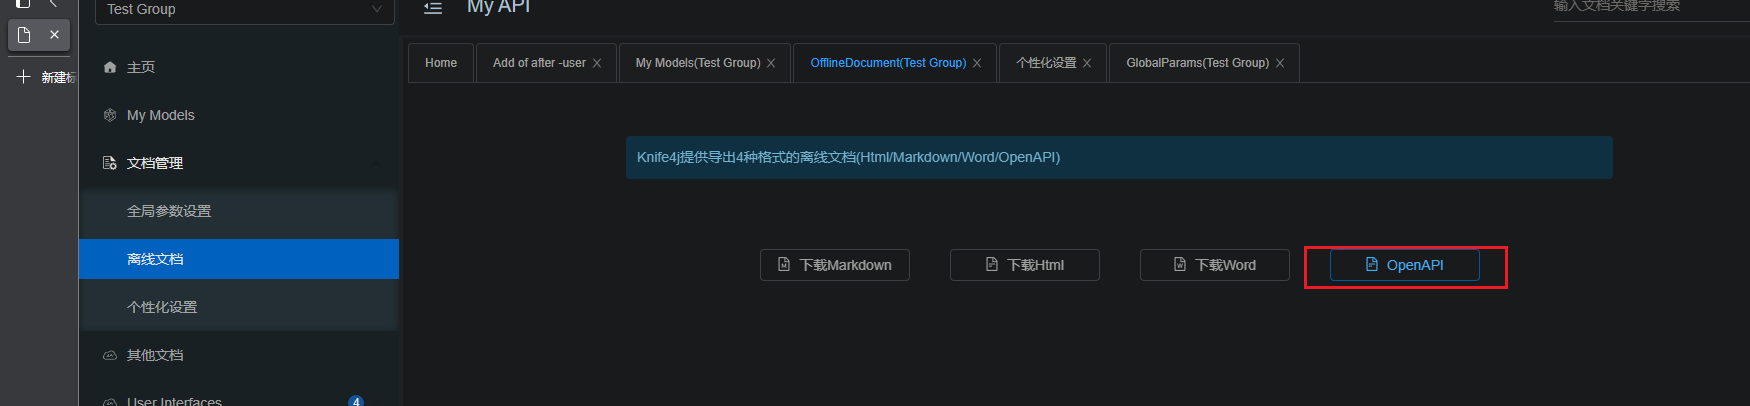 Test Group
My API
输入文档关键字搜索
新建标
Home
Add of after -user
My Models(Test Group)
OfflineDocument(Test Group)
个性化设置
GlobalParams(Test Group)
主页
My Models
文档管理
全局参数设置
离线文档
个性化设置
其他文档
User Interfaces 4
Knife4j提供导出4种格式的离线文档(Html/Markdown/Word/OpenAPI)
下载Markdown
下载Html
下载Word
OpenAPI